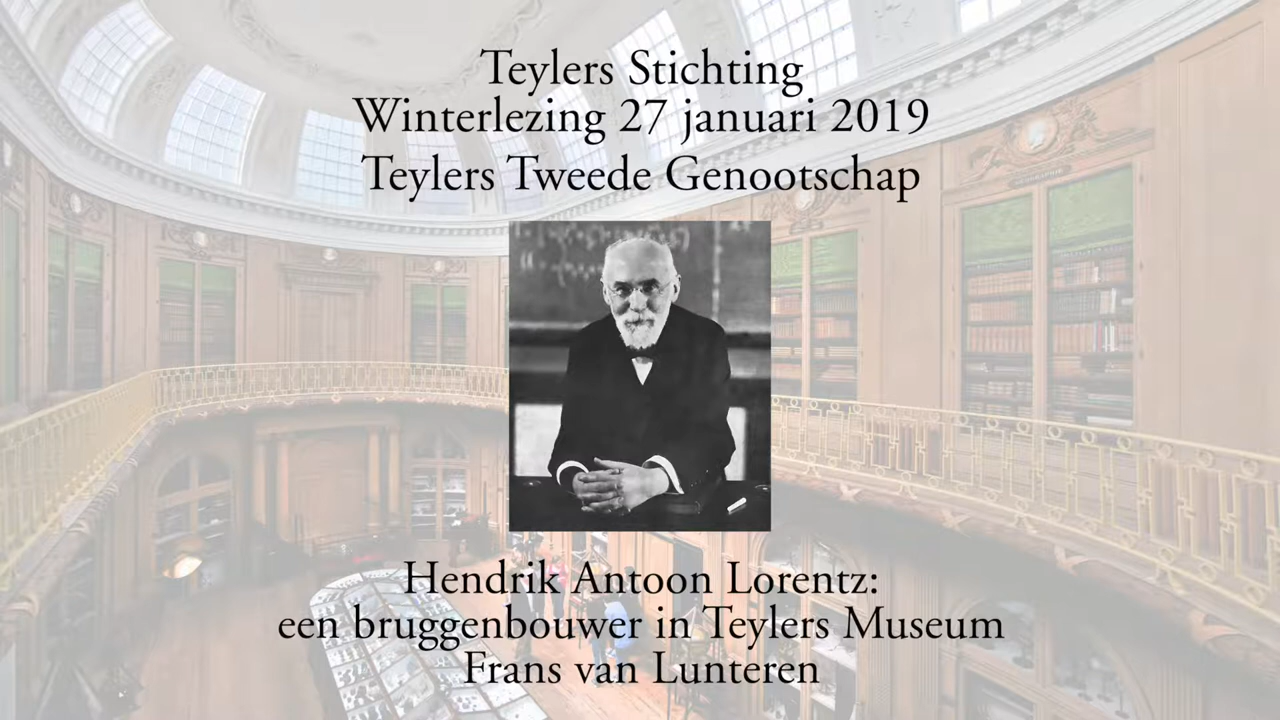 Teylers Stichting
Winterlezing 27 januari 2019
Teylers Tweede Genootschap
Hendrik Antoon Lorentz:
een bruggenbouwer in Teylers Museum
Frans van Lunteren